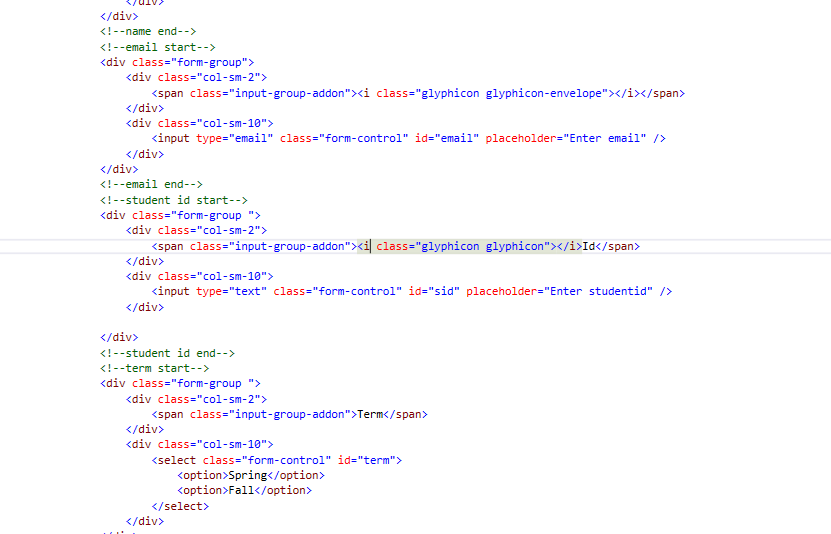 </div>
</div>
<!--name end-->
<!--email start-->
<div class="form-group">
<div class="col-sm-2">
<span class="input-group-addon"><i class="glyphicon glyphicon-envelope"></i></span>
</div>
<div class="col-sm-10">
<input type="email" class="form-control" id="email" placeholder="Enter email" />
</div>
</div>
<!--email end-->
<!--student id start-->
<div class="form-group ">
<div class="col-sm-2">
<span class="input-group-addon"><i class="glyphicon glyphicon"></i>Id</span>
</div>
<div class="col-sm-10">
<input type="text" class="form-control" id="sid" placeholder="Enter studentid" />
</div>
</div>
<!--student id end-->
<!--term start-->
<div class="form-group ">
<div class="col-sm-2">
<span class="input-group-addon">Term</span>
</div>
<div class="col-sm-10">
<select class="form-control" id="term">
<option>Spring</option>
<option>Fall</option>
</select>
</div>